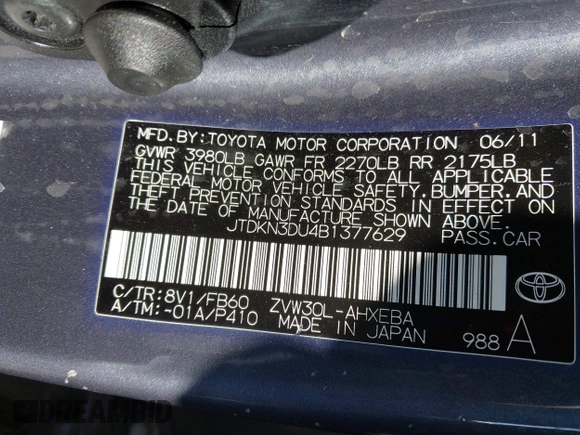 MFD.BY:TOYOTA MOTOR CORPORATION 06/11
GVWR 3980LB GAWR FR 2270LB RR 2175LB
THIS VEHICLE CONFORMS TO ALL APPLICABLE
FEDERAL MOTOR VEHICLE SAFETY,BUMPER,AND
THEFT PREVENTION STANDARDS IN EFFECT ON
THE DATE OF MANUFACTURE SHOWN ABOVE.
JTDKN3DU4B1377629 PASS.CAR
C/TR:8V1/FB60 ZVW30L-AHXEBA
A/TM:-01A/P410 MADE IN JAPAN
988 A
DREAMBID